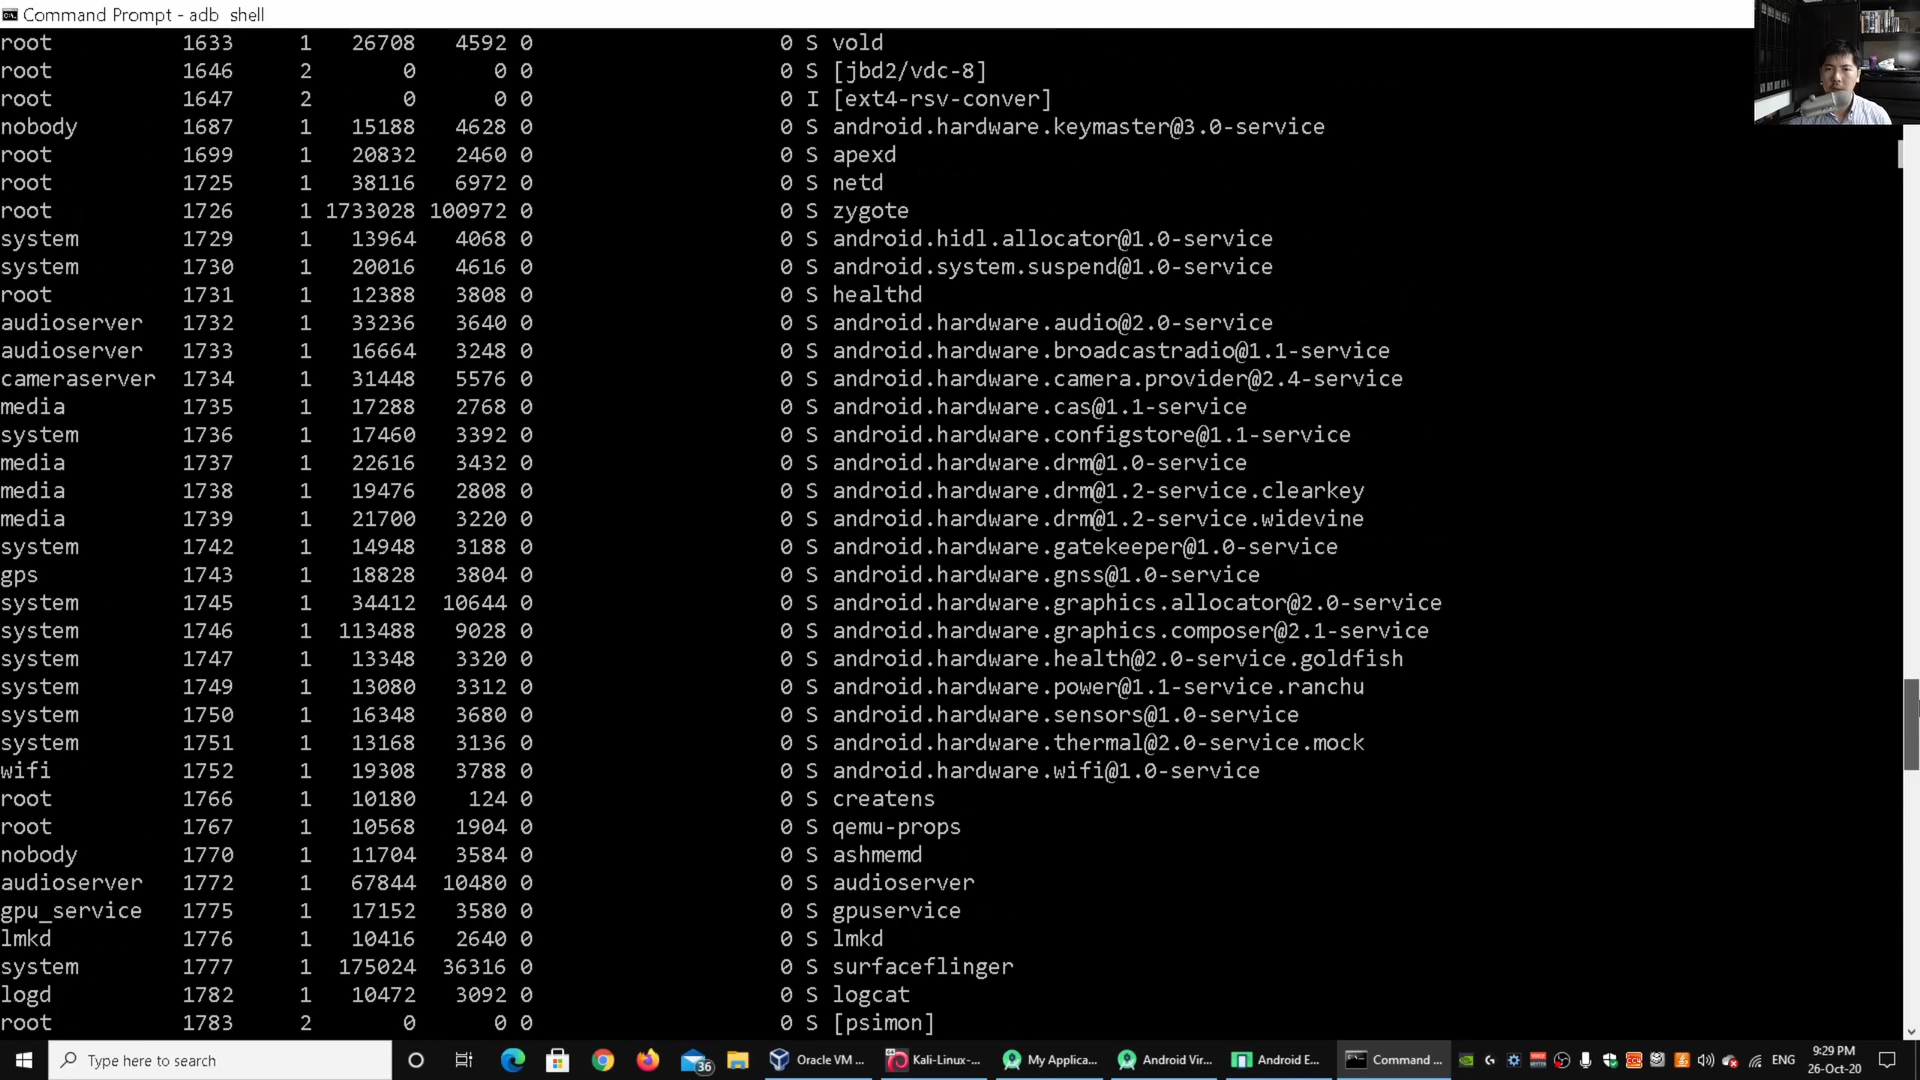 Command Prompt - adb  shell
root 1633 1 26708 4592 0 0 S vold
root 1646 2 0 0 0 0 S [jbd2/vdc-8]
root 1647 2 0 0 0 0 I [ext4-rsv-conver]
nobody 1687 1 15188 4628 0 0 S android.hardware.keymaster@3.0-service
root 1699 1 20832 2460 0 0 S apexd
root 1725 1 38116 6972 0 0 S netd
root 1726 1 1733028 100972 0 0 S zygote
system 1729 1 13964 4068 0 0 S android.hidl.allocator@1.0-service
system 1730 1 20016 4616 0 0 S android.system.suspend@1.0-service
root 1731 1 12388 3808 0 0 S healthd
audioserver 1732 1 33236 3640 0 0 S android.hardware.audio@2.0-service
audioserver 1733 1 16664 3248 0 0 S android.hardware.broadcastradio@1.1-service
cameraserver 1734 1 31448 5576 0 0 S android.hardware.camera.provider@2.4-service
media 1735 1 17288 2768 0 0 S android.hardware.cas@1.1-service
system 1736 1 17460 3392 0 0 S android.hardware.configstore@1.1-service
media 1737 1 22616 3432 0 0 S android.hardware.drm@1.0-service
media 1738 1 19476 2808 0 0 S android.hardware.drm@1.2-service.clearkey
media 1739 1 21700 3220 0 0 S android.hardware.drm@1.2-service.widevine
system 1742 1 14948 3188 0 0 S android.hardware.gatekeeper@1.0-service
gps 1743 1 18828 3804 0 0 S android.hardware.gnss@1.0-service
system 1745 1 34412 10644 0 0 S android.hardware.graphics.allocator@2.0-service
system 1746 1 113488 9028 0 0 S android.hardware.graphics.composer@2.1-service
system 1747 1 13348 3320 0 0 S android.hardware.health@2.0-service.goldfish
system 1749 1 13080 3312 0 0 S android.hardware.power@1.1-service.ranchu
system 1750 1 16348 3680 0 0 S android.hardware.sensors@1.0-service
system 1751 1 13168 3136 0 0 S android.hardware.thermal@2.0-service.mock
wifi 1752 1 19308 3788 0 0 S android.hardware.wifi@1.0-service
root 1766 1 10180 124 0 0 S createns
root 1767 1 10568 1904 0 0 S qemu-props
nobody 1770 1 11704 3584 0 0 S ashmemd
audioserver 1772 1 67844 10480 0 0 S audioserver
gpu_service 1775 1 17152 3580 0 0 S gpuservice
lmkd 1776 1 10416 2640 0 0 S lmkd
system 1777 1 175024 36316 0 0 S surfaceflinger
logd 1782 1 10472 3092 0 0 S logcat
root 1783 2 0 0 0 0 S [psimon]
Type here to search
36
Oracle VM ...
Kali-Linux-...
My Applica...
Android Vir...
Android E...
Command ...
ENG
9:29 PM
26-Oct-20